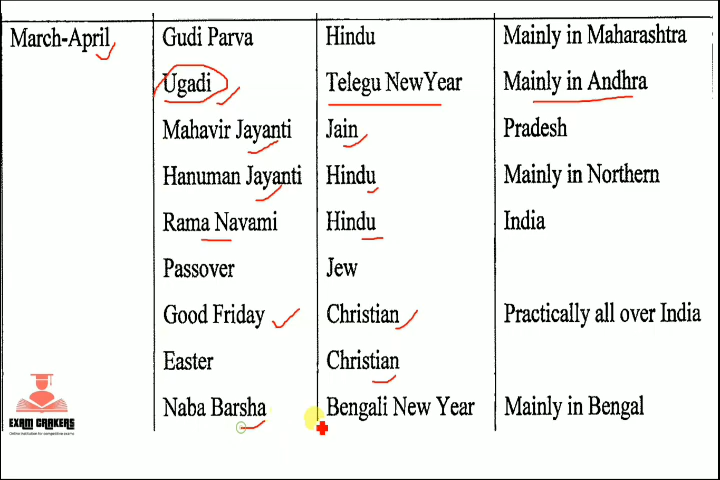 March-April Gudi Parva Hindu Mainly in Maharashtra
Ugadi Telegu NewYear Mainly in Andhra
Mahavir Jayanti Jain Pradesh
Hanuman Jayanti Hindu Mainly in Northern
Rama Navami Hindu India
Passover Jew
Good Friday Christian Practically all over India
Easter Christian
Naba Barsha Bengali New Year Mainly in Bengal
EXAM CRAKERS